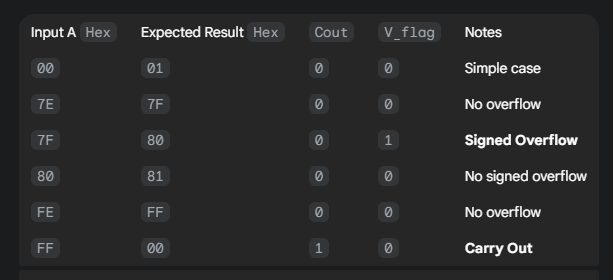 Input A Hex Expected Result Hex Cout V_flag Notes
00 01 0 0 Simple case
7E 7F 0 0 No overflow
7F 80 0 1 Signed Overflow
80 81 0 0 No signed overflow
FE FF 0 0 No overflow
FF 00 1 0 Carry Out